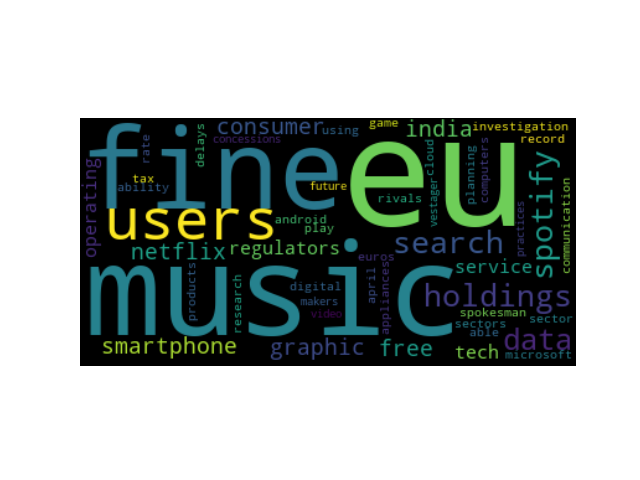 fine
eu
music
users
consumer
using
game
india
investigation
record
delays
rate
concessions
operating
tax
ability
future
rivals
cloud
vestager
planning
computers
practices
spotify
communication
android
play
netflix
regulators
search
service
euros
products
research
digital
makers
video
april
appliances
holdings
spokesman
sectors
sector
able
data
smartphone
graphic
free
tech
microsoft